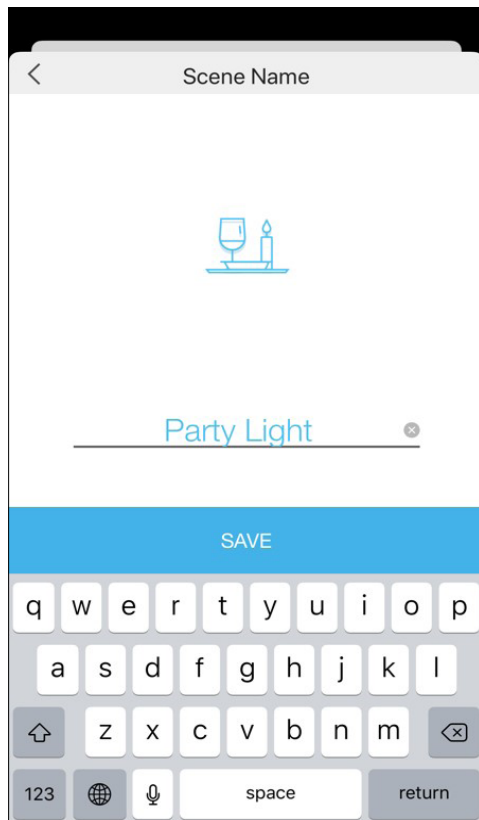 Scene Name
Party Light
SAVE
q w e r t y u i o p
a s d f g h j k l
z x c v b n m
123 space return